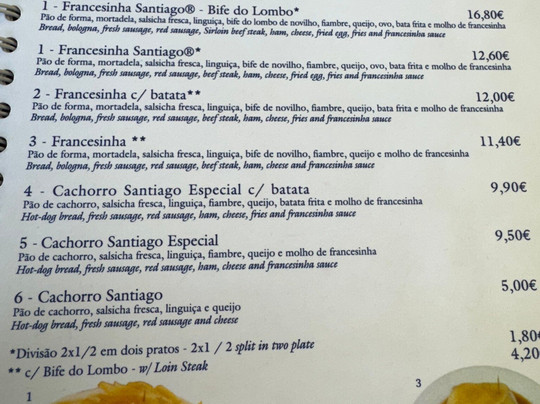 1 - Francesinha Santiago® - Bife do Lombo* 16,80€
Pão de forma, mortadela, salsicha fresca, linguiça, bife do lombo de novilho, fiambre, queijo, ovo, bata frita e molho de francesinha
Bread, bologna, fresh sausage, red sausage, Sirloin beef steak, ham, cheese, fried egg, fries and francesinha sauce
1 - Francesinha Santiago®* 12,60€
Pão de forma, mortadela, salsicha fresca, linguiça, bife de novilho, fiambre, queijo, ovo, bata frita e molho de francesinha
Bread, bologna, fresh sausage, red sausage, beef steak, ham, cheese, fried egg, fries and francesinha sauce
2 - Francesinha c/ batata** 12,00€
Pão de forma, mortadela, salsicha fresca, linguiça, bife de novilho, fiambre, queijo, bata frita e molho de francesinha
Bread, bologna, fresh sausage, red sausage, beef steak, ham, cheese, fries and francesinha sauce
3 - Francesinha ** 11,40€
Pão de forma, mortadela, salsicha fresca, linguiça, bife de novilho, fiambre, queijo e molho de francesinha
Bread, bologna, fresh sausage, red sausage, beef steak, ham, cheese and francesinha sauce
4 - Cachorro Santiago Especial c/ batata 9,90€
Pão de cachorro, salsicha fresca, linguiça, fiambre, queijo, batata frita e molho de francesinha
Hot-dog bread, fresh sausage, red sausage, ham, cheese, fries and francesinha sauce
5 - Cachorro Santiago Especial 9,50€
Pão de cachorro, salsicha fresca, linguiça, fiambre, queijo e molho de francesinha
Hot-dog bread, fresh sausage, red sausage, ham, cheese and francesinha sauce
6 - Cachorro Santiago 5,00€
Pão de cachorro, salsicha fresca, linguiça e queijo
Hot-dog bread, fresh sausage, red sausage and cheese
*Divisão 2x1/2 em dois pratos - 2x1 / 2 split in two plate 1,80
** c/ Bife do Lombo - w/ Loin Steak 4,20
1 3